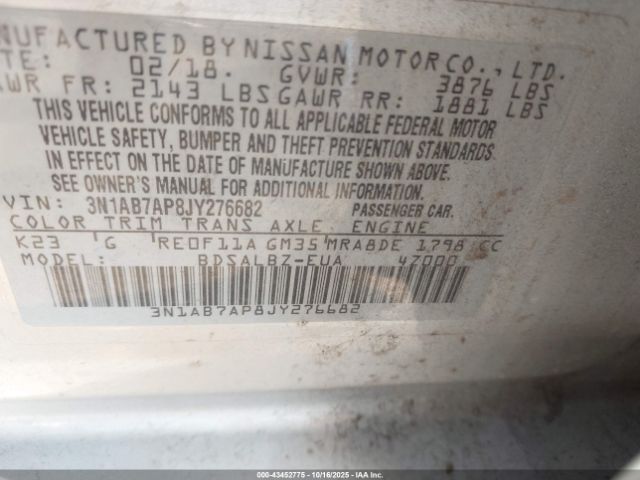 NUFACTURED BY NISSAN MOTOR CO., LTD.
TE: 02/18. GVWR: 3876 LBS
AWR FR: 2143 LBS GAWR RR: 1881 LBS
THIS VEHICLE CONFORMS TO ALL APPLICABLE FEDERAL MOTOR
VEHICLE SAFETY, BUMPER AND THEFT PREVENTION STANDARDS
IN EFFECT ON THE DATE OF MANUFACTURE SHOWN ABOVE.
SEE OWNER'S MANUAL FOR ADDITIONAL INFORMATION
VIN: 3N1AB7AP8JY276682 PASSENGER CAR.
COLOR TRIM TRANS AXLE ENGINE
K23 G RE0F11A GM35 MRA8DE 1798 CC
MODEL: BDSALBZ-EUA 47000
3N1AB7AP8JY276682
000-43452775 | 10/16/2025 | IAAI.COM